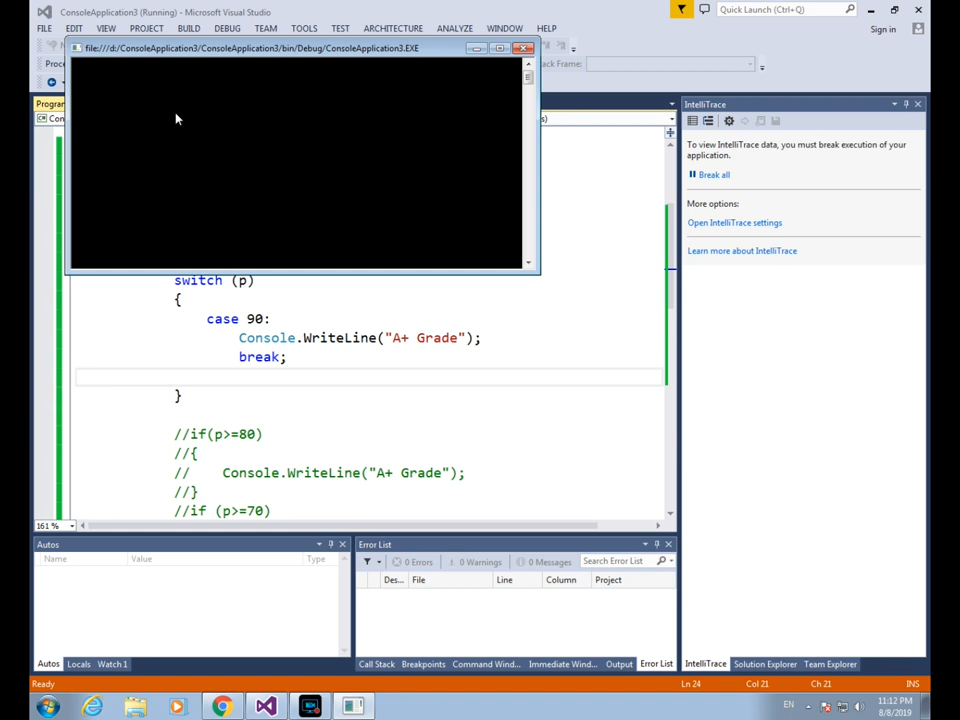 ConsoleApplication3 (Running) - Microsoft Visual Studio
Quick Launch (Ctrl+Q)
FILE EDIT VIEW PROJECT BUILD DEBUG TEAM TOOLS TEST ARCHITECTURE ANALYZE WINDOW HELP
Sign in
file:///d:/ConsoleApplication3/ConsoleApplication3/bin/Debug/ConsoleApplication3.EXE
Stack Frame:
switch (p)
{
case 90:
Console.WriteLine("A+ Grade");
break;
}
//if(p>=80)
//{
// Console.WriteLine("A+ Grade");
//}
//if (p>=70)
161 %
IntelliTrace
To view IntelliTrace data, you must break execution of your
application.
Break all
More options:
Open IntelliTrace settings
Learn more about IntelliTrace
Autos
Name Value Type
Autos Locals Watch 1
Error List
0 Errors 0 Warnings 0 Messages Search Error List
Des... File Line Column Project
Call Stack Breakpoints Command Win... Immediate Wind... Output Error List
IntelliTrace Solution Explorer Team Explorer
Ready Ln 24 Col 21 Ch 21 INS
EN
11:12 PM
8/8/2019